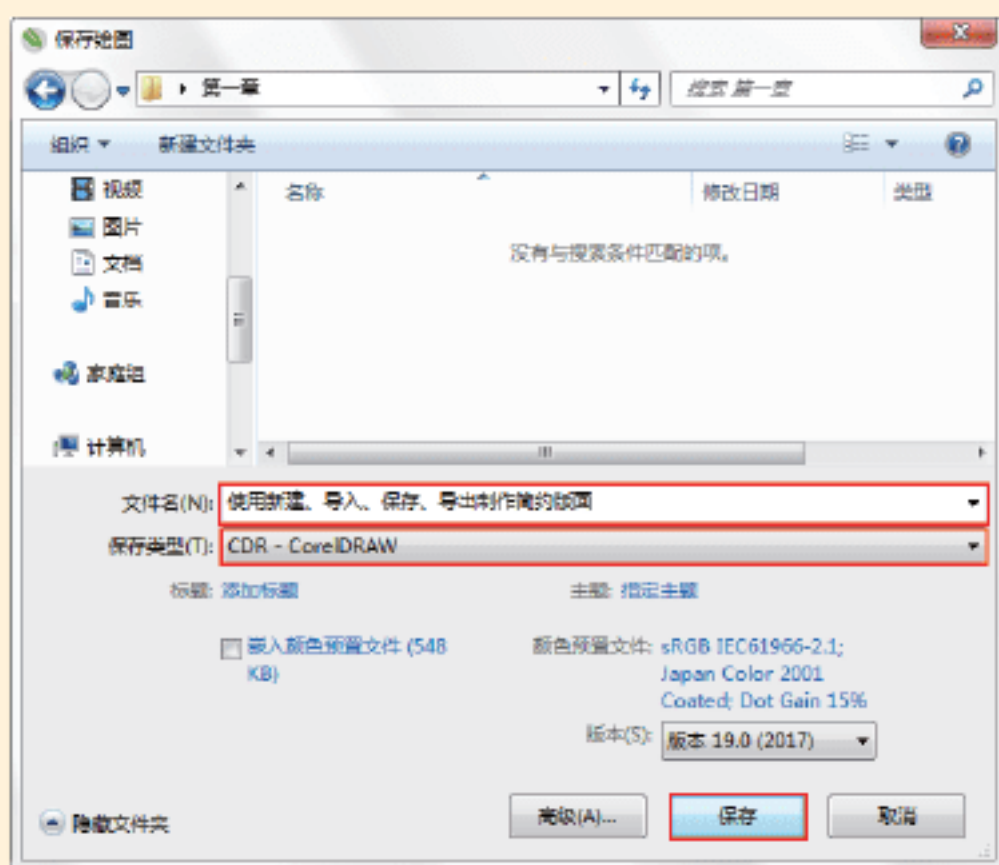 保存绘图
第一章
搜索 第一章
组织 新建文件夹
视频
图片
文档
音乐
家庭组
计算机
名称 修改日期 类型
没有与搜索条件匹配的项。
文件名(N): 使用新建、导入、保存、导出制作简约版面
保存类型(T): CDR - CorelDRAW
标题: 添加标题 主题: 指定主题
嵌入颜色预置文件 (548
KB)
颜色预置文件: sRGB IEC61966-2.1;
Japan Color 2001
Coated; Dot Gain 15%
版本(S): 版本 19.0 (2017)
隐藏文件夹 高级(A)... 保存 取消